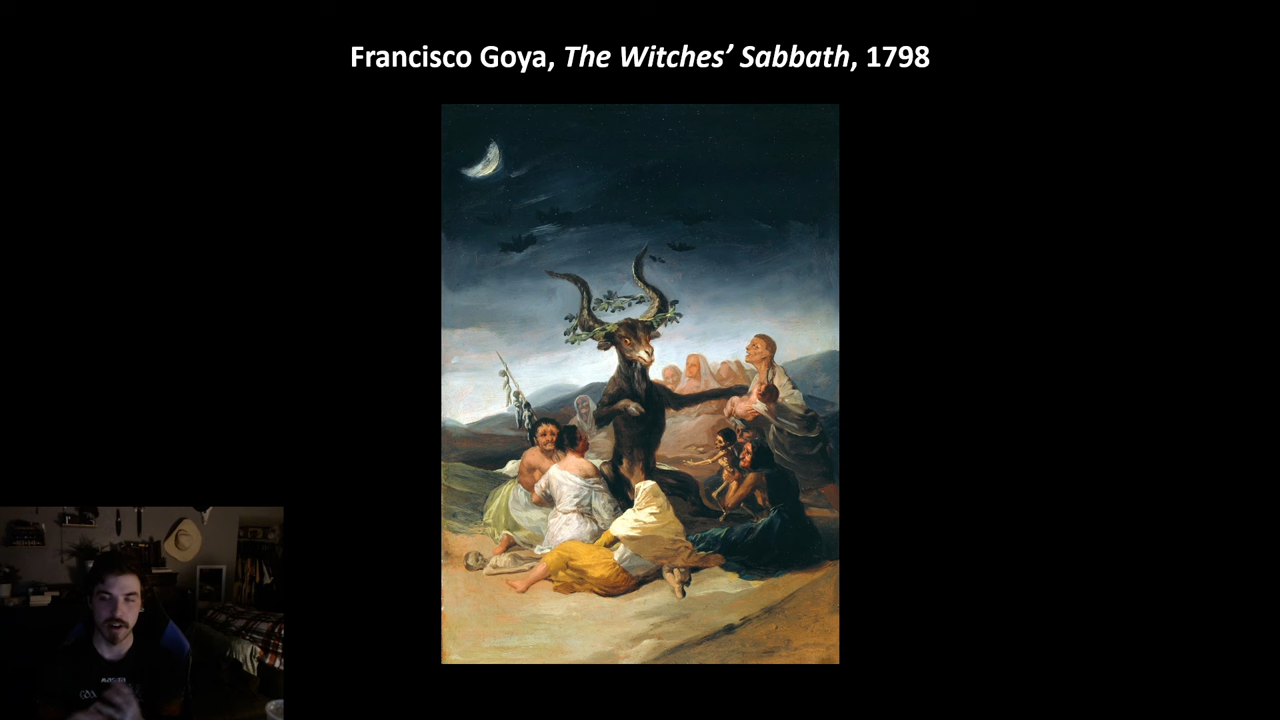 Francisco Goya, The Witches’ Sabbath, 1798